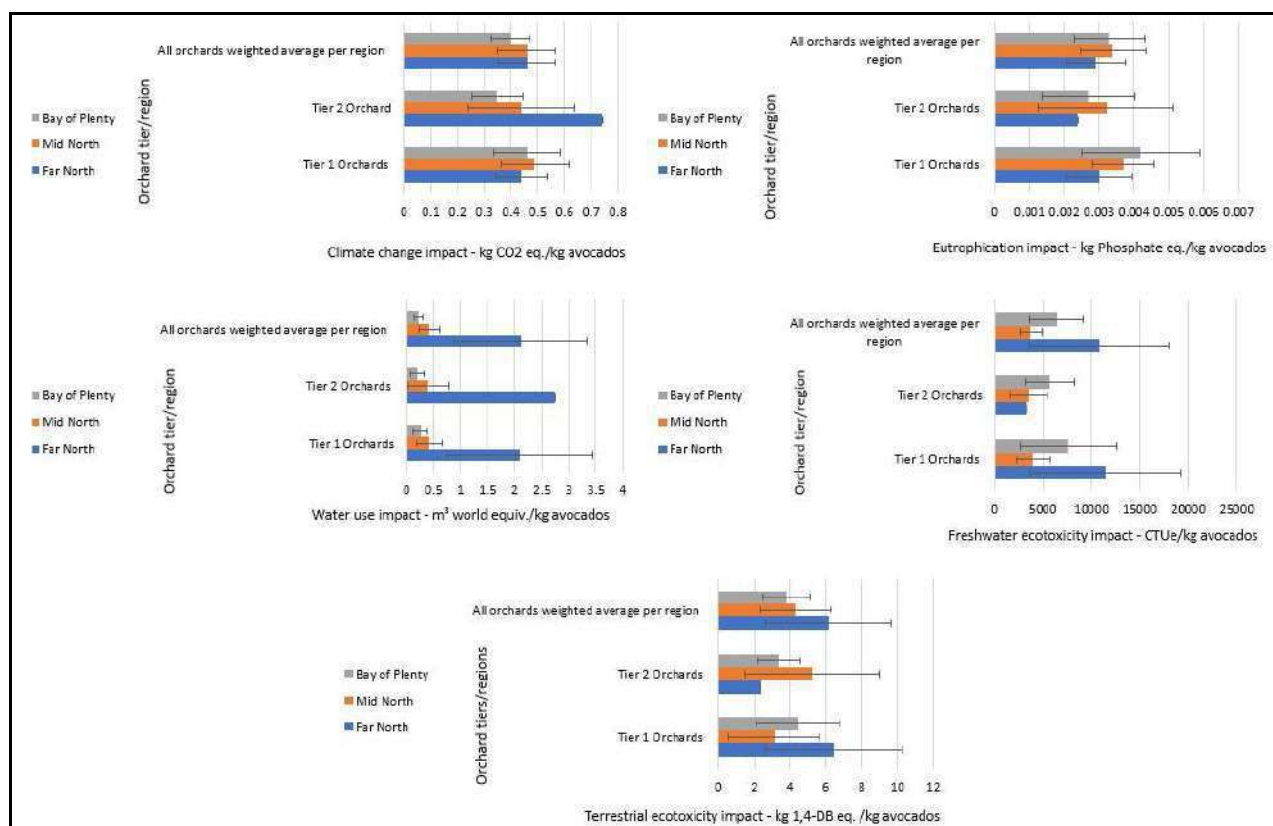 All orchards weighted average per region
Tier 2 Orchard
Tier 1 Orchards
Orchard tier/region
Bay of Plenty
Mid North
Far North
0 0.1 0.2 0.3 0.4 0.5 0.6 0.7 0.8
Climate change impact - kg CO2 eq./kg avocados
All orchards weighted average per
region
Tier 2 Orchards
Tier 1 Orchards
Orchard tier/region
Bay of Plenty
Mid North
Far North
0 0.001 0.002 0.003 0.004 0.005 0.006 0.007
Eutrophication impact - kg Phosphate eq./kg avocados
All orchards weighted average per region
Tier 2 Orchards
Tier 1 Orchards
Orchard tier/region
Bay of Plenty
Mid North
Far North
0 0.5 1 1.5 2 2.5 3 3.5 4
Water use impact - m³ world equiv./kg avocados
All orchards weighted average per
region
Tier 2 Orchards
Tier 1 Orchards
Orchard tier/region
Bay of Plenty
Mid North
Far North
0 5000 10000 15000 20000 25000
Freshwater ecotoxicity impact - CTUe/kg avocados
All orchards weighted average per region
Tier 2 Orchards
Tier 1 Orchards
Orchard tiers/regions
Bay of Plenty
Mid North
Far North
0 2 4 6 8 10 12
Terrestrial ecotoxicity impact - kg 1,4-DB eq. /kg avocados